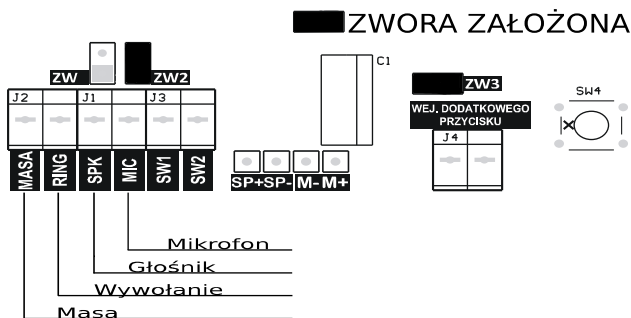 ZWORA ZAŁOŻONA
C1
ZW ZW2 ZW3
SW4
J2 J1 J3
WEJ. DODATKOWEGO
PRZYCISKU
J4
MASA RING SPK MIC SW1 SW2
SP+ SP- M- M+
Mikrofon
Głośnik
Wywołanie
Masa